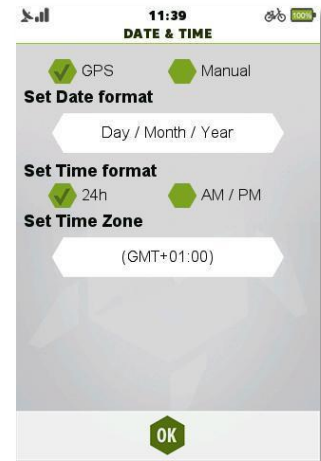 11:39
100%
DATE & TIME
GPS Manual
Set Date format
Day / Month / Year
Set Time format
24h AM / PM
Set Time Zone
(GMT+01:00)
OK